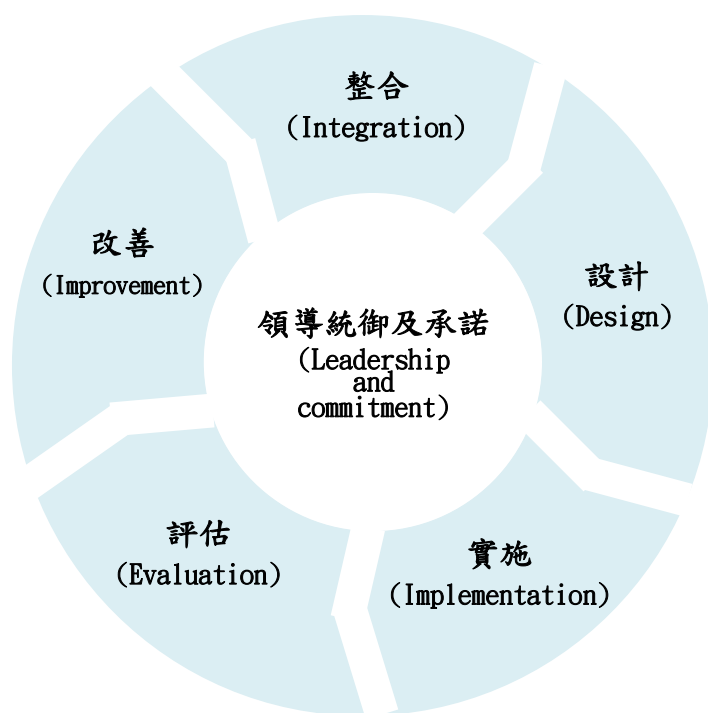 整合
(Integration)
設計
(Design)
實施
(Implementation)
評估
(Evaluation)
改善
(Improvement)
領導統御及承諾
(Leadership
and
commitment)